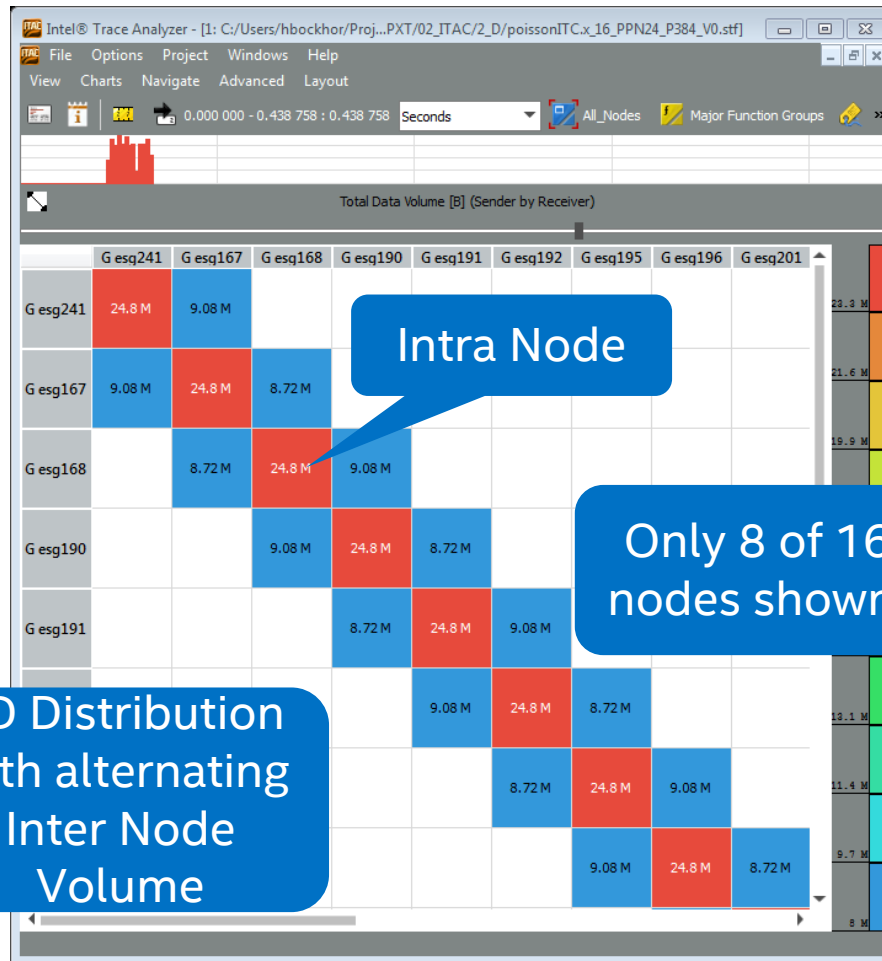 Intel® Trace Analyzer - [1: C:/Users/hbockhor/Proj...PXT/02_ITAC/2_D/poissonITC.x_16_PPN24_P384_V0.stf]
File Options Project Windows Help
View Charts Navigate Advanced Layout
0.000 000 - 0.438 758 : 0.438 758 Seconds All_Nodes Major Function Groups »
Total Data Volume [B] (Sender by Receiver)
G esg241 G esg167 G esg168 G esg190 G esg191 G esg192 G esg195 G esg196 G esg201
G esg241 24.8 M 9.08 M
23.3 M
Intra Node
21.6 M
G esg167 9.08 M 24.8 M 8.72 M
19.9 M
G esg168 8.72 M 24.8 M 9.08 M
Only 8 of 16
nodes shown
G esg190 9.08 M 24.8 M 8.72 M
G esg191 8.72 M 24.8 M 9.08 M
9.08 M 24.8 M 8.72 M
13.1 M
8.72 M 24.8 M 9.08 M
11.4 M
9.08 M 24.8 M 8.72 M
9.7 M
8 M
D Distribution
th alternating
Inter Node
Volume